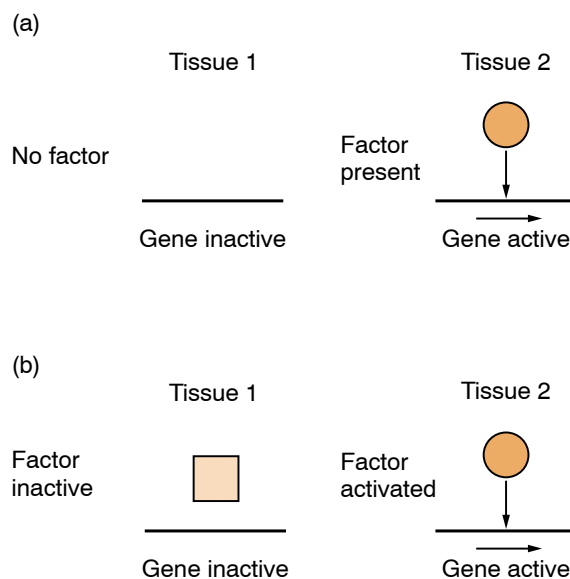 (a)
Tissue 1
Tissue 2
No factor
Factor
present
Gene inactive
Gene active
(b)
Tissue 1
Tissue 2
Factor
inactive
Factor
activated
Gene inactive
Gene active